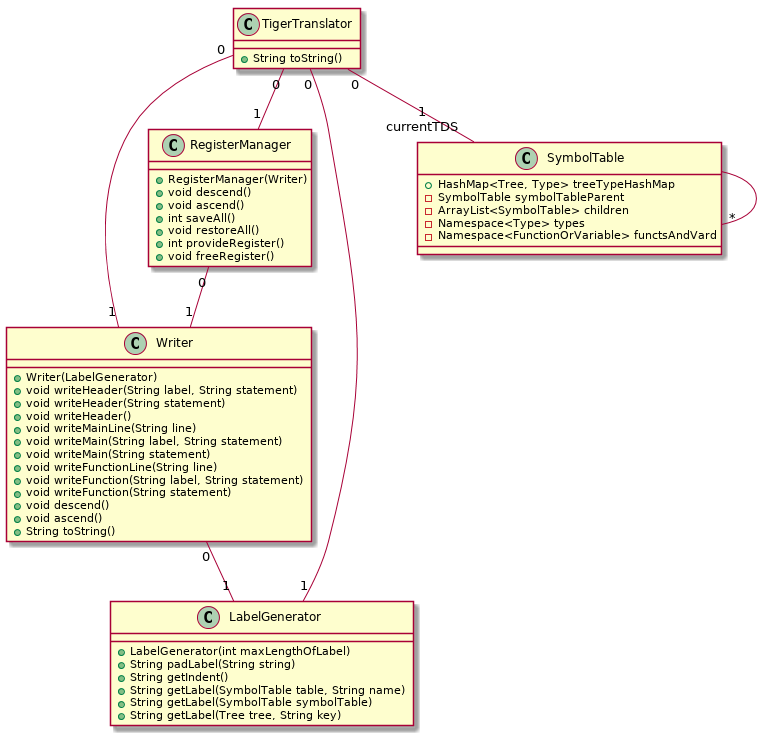 C TigerTranslator
String toString()
0
0
0
0
1
1
currentTDS
C RegisterManager
RegisterManager(Writer)
void descend()
void ascend()
int saveAll()
void restoreAll()
int provideRegister()
void freeRegister()
C SymbolTable
HashMap<Tree, Type> treeTypeHashMap
SymbolTable symbolTableParent
ArrayList<SymbolTable> children
Namespace<Type> types
Namespace<FunctionOrVariable> functsAndVard
*
0
1
1
C Writer
Writer(LabelGenerator)
void writeHeader(String label, String statement)
void writeHeader(String statement)
void writeHeader()
void writeMainLine(String line)
void writeMain(String label, String statement)
void writeMain(String statement)
void writeFunctionLine(String line)
void writeFunction(String label, String statement)
void writeFunction(String statement)
void descend()
void ascend()
String toString()
0
1
1
C LabelGenerator
LabelGenerator(int maxLengthOfLabel)
String padLabel(String string)
String getIndent()
String getLabel(SymbolTable table, String name)
String getLabel(SymbolTable symbolTable)
String getLabel(Tree tree, String key)